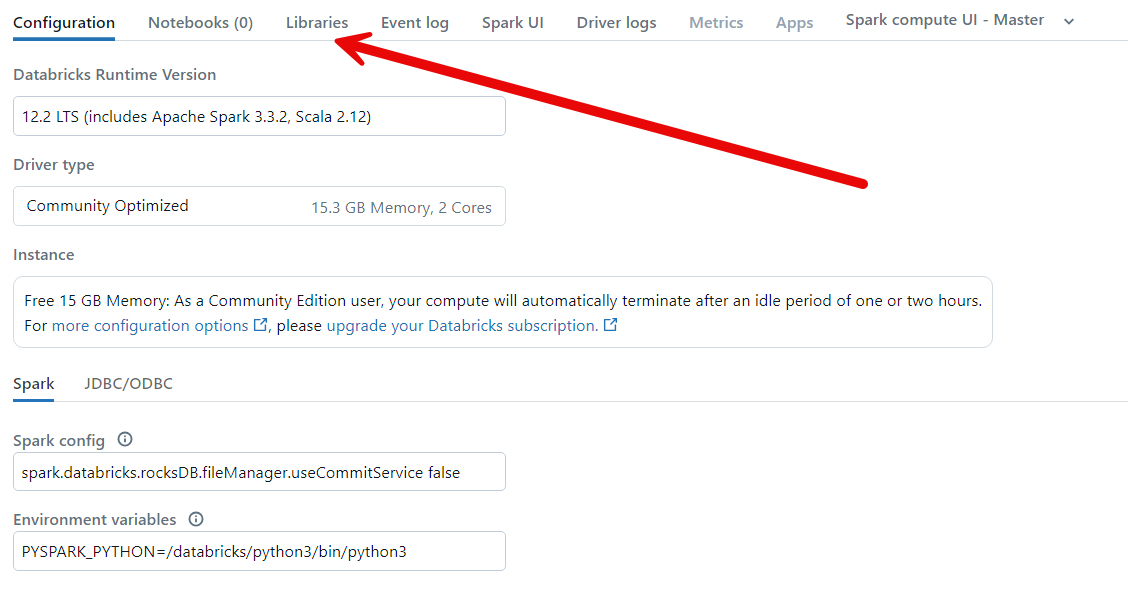 Configuration Notebooks (0) Libraries Event log Spark UI Driver logs Metrics Apps Spark compute UI - Master
Databricks Runtime Version
12.2 LTS (includes Apache Spark 3.3.2, Scala 2.12)
Driver type
Community Optimized 15.3 GB Memory, 2 Cores
Instance
Free 15 GB Memory: As a Community Edition user, your compute will automatically terminate after an idle period of one or two hours.
For more configuration options, please upgrade your Databricks subscription.
Spark JDBC/ODBC
Spark config
spark.databricks.rocksDB.fileManager.useCommitService false
Environment variables
PYSPARK_PYTHON=/databricks/python3/bin/python3